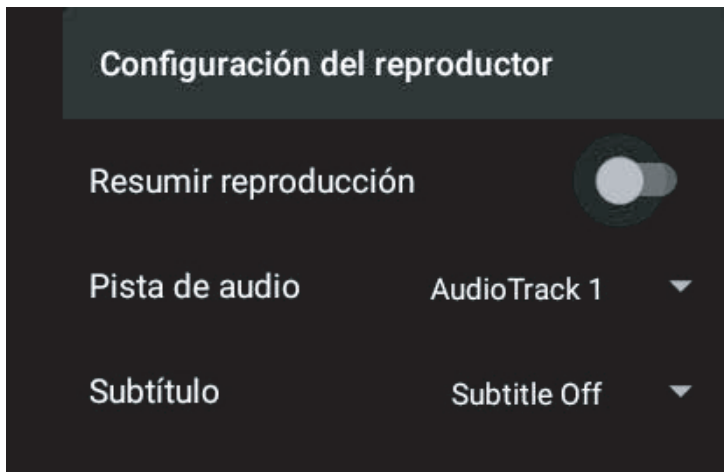 Configuración del reproductor
Resumir reproducción
Pista de audio AudioTrack 1
Subtítulo Subtitle Off